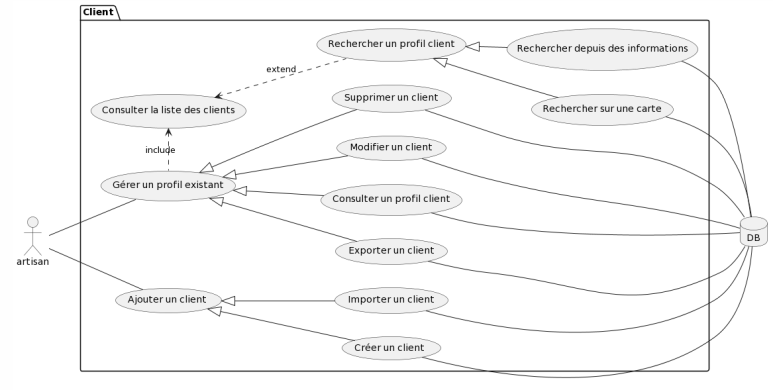 Client
Rechercher un profil client
Rechercher depuis des informations
extend
Supprimer un client
Rechercher sur une carte
Consulter la liste des clients
Modifier un client
include
Gérer un profil existant
Consulter un profil client
artisan
DB
Exporter un client
Ajouter un client
Importer un client
Créer un client